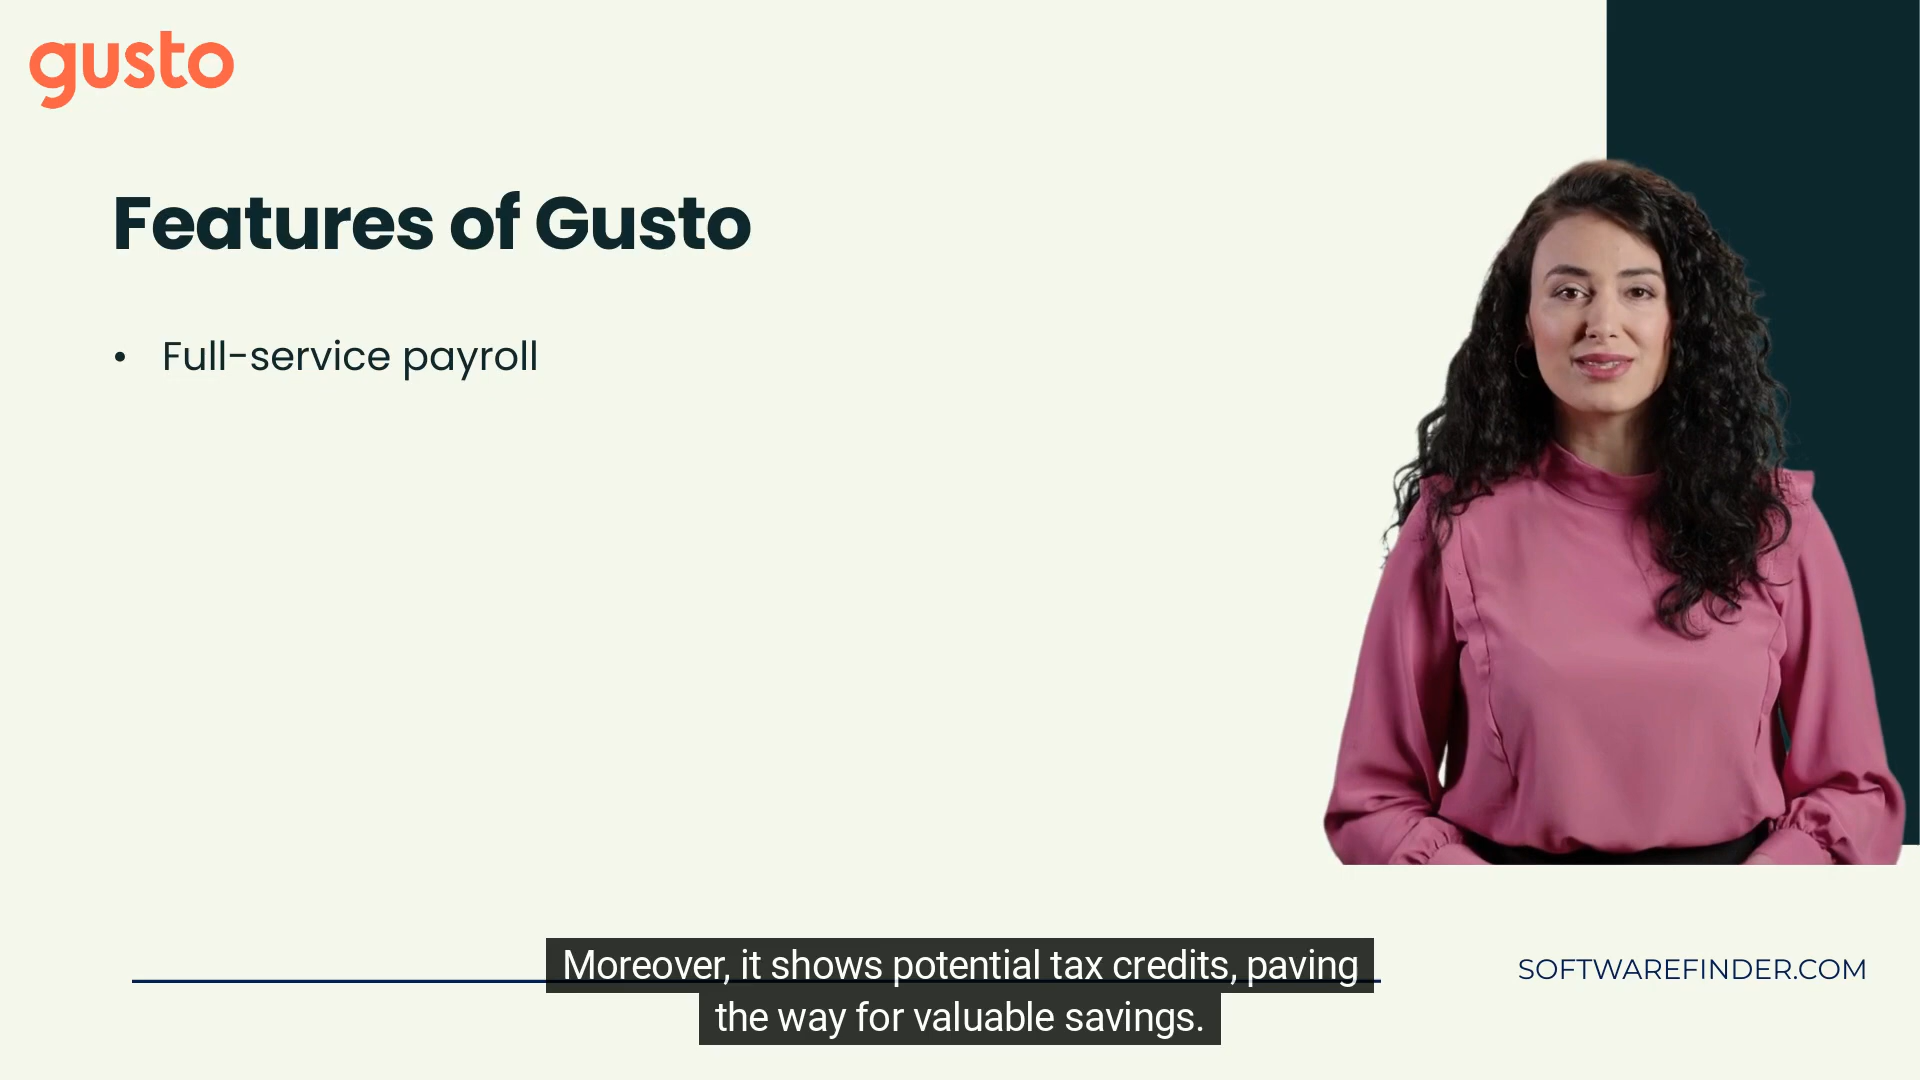 gusto
Features of Gusto
• Full-service payroll
Moreover, it shows potential tax credits, paving
the way for valuable savings.
SOFTWAREFINDER.COM